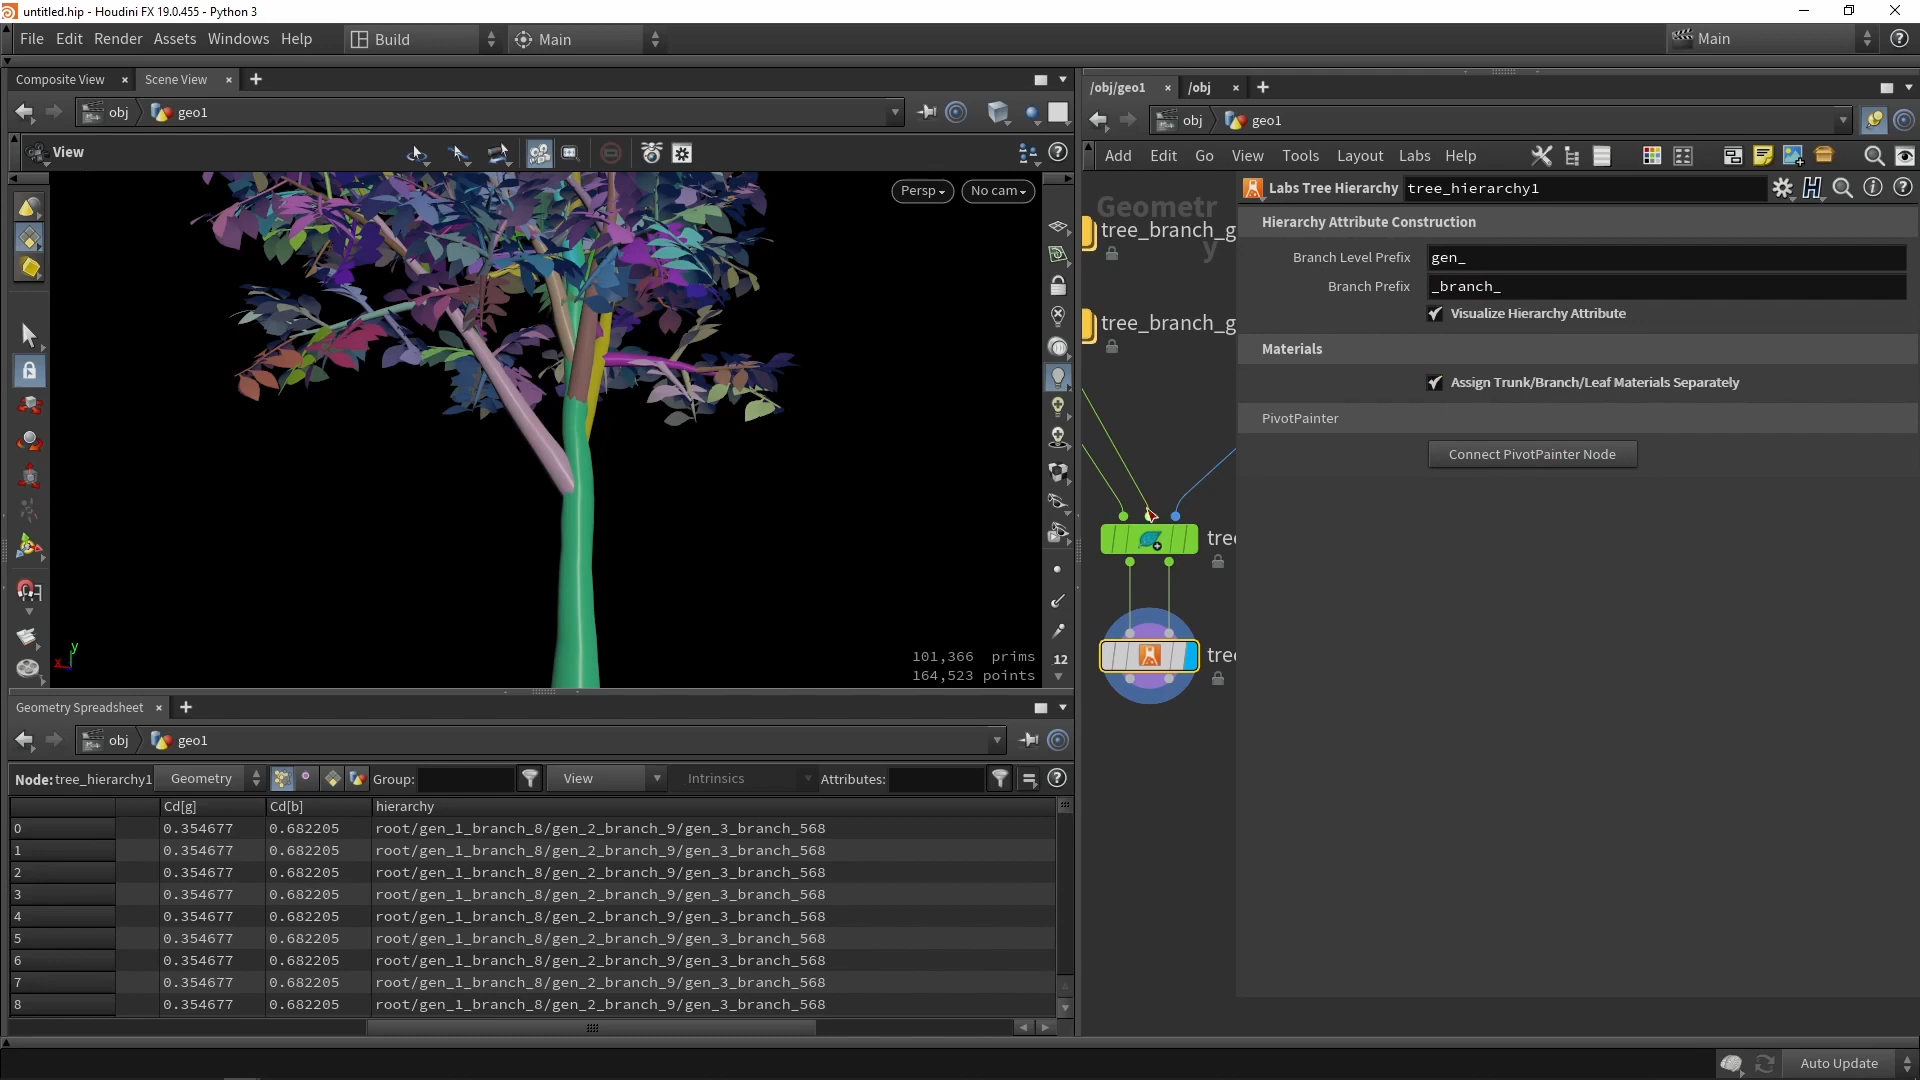 untitled.hip - Houdini FX 19.0.455 - Python 3
File Edit Render Assets Windows Help Build Main Main
Composite View × Scene View ×
/obj/geo1 × /obj ×
obj geo1
obj geo1
View
Add Edit Go View Tools Layout Labs Help
Persp No cam
Geometr
y
tree_branch_g
tree_branch_g
tree
tree
Labs Tree Hierarchy tree_hierarchy1
Hierarchy Attribute Construction
Branch Level Prefix gen_
Branch Prefix _branch_
Visualize Hierarchy Attribute
Materials
Assign Trunk/Branch/Leaf Materials Separately
PivotPainter
Connect PivotPainter Node
y
x
101,366 prims
164,523 points
12
Geometry Spreadsheet ×
obj geo1
Node: tree_hierarchy1 Geometry Group: View Intrinsics Attributes:
Cd[g] Cd[b] hierarchy
0 0.354677 0.682205 root/gen_1_branch_8/gen_2_branch_9/gen_3_branch_568
1 0.354677 0.682205 root/gen_1_branch_8/gen_2_branch_9/gen_3_branch_568
2 0.354677 0.682205 root/gen_1_branch_8/gen_2_branch_9/gen_3_branch_568
3 0.354677 0.682205 root/gen_1_branch_8/gen_2_branch_9/gen_3_branch_568
4 0.354677 0.682205 root/gen_1_branch_8/gen_2_branch_9/gen_3_branch_568
5 0.354677 0.682205 root/gen_1_branch_8/gen_2_branch_9/gen_3_branch_568
6 0.354677 0.682205 root/gen_1_branch_8/gen_2_branch_9/gen_3_branch_568
7 0.354677 0.682205 root/gen_1_branch_8/gen_2_branch_9/gen_3_branch_568
8 0.354677 0.682205 root/gen_1_branch_8/gen_2_branch_9/gen_3_branch_568
Auto Update